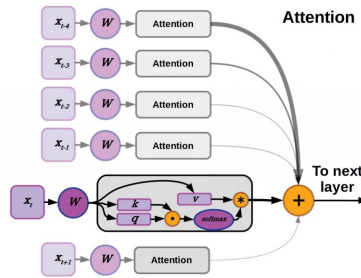 Attention
x_{t-4} W Attention
x_{t-3} W Attention
x_{t-2} W Attention
x_{t-1} W Attention
To next
layer
x_t W k q v · softmax * +
x_{t+1} W Attention